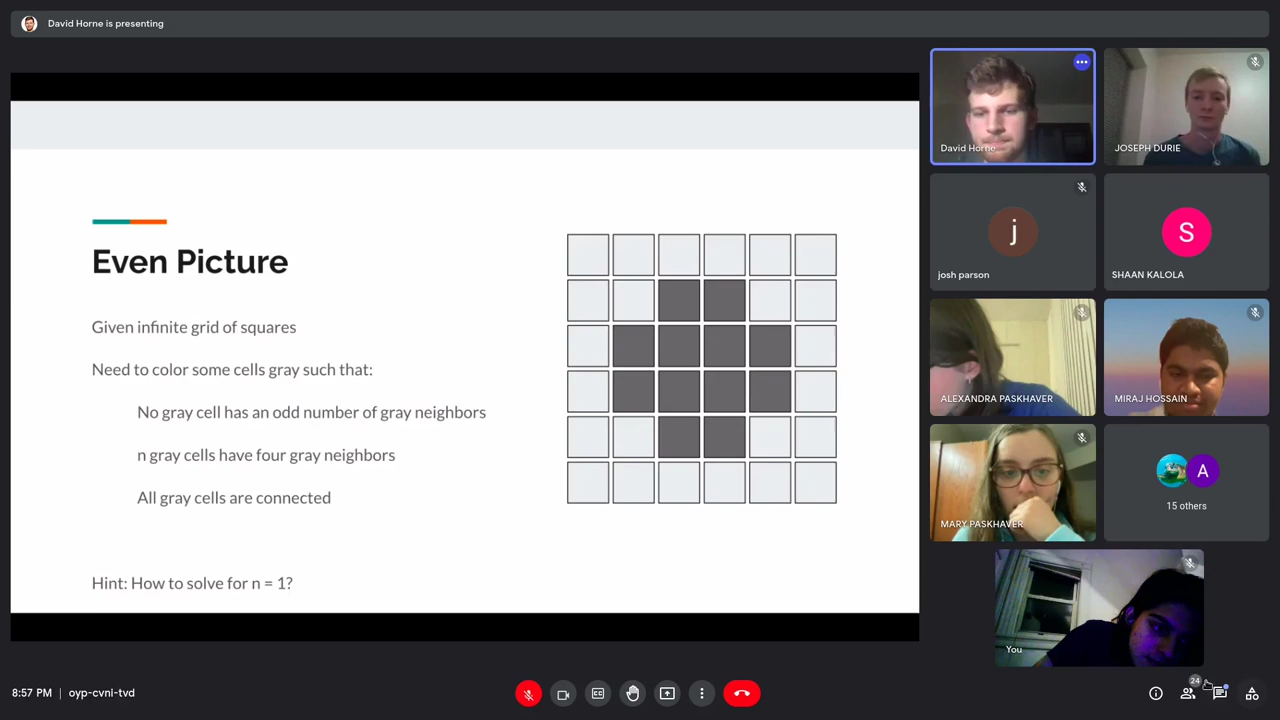 David Horne is presenting
Even Picture
Given infinite grid of squares
Need to color some cells gray such that:
No gray cell has an odd number of gray neighbors
n gray cells have four gray neighbors
All gray cells are connected
Hint: How to solve for n = 1?
David Horne
JOSEPH DURIE
j
josh parson
S
SHAAN KALOLA
ALEXANDRA PASKHAVER
MIRAJ HOSSAIN
MARY PASKHAVER
A
15 others
You
8:57 PM | oyp-cvni-tvd
CC
24